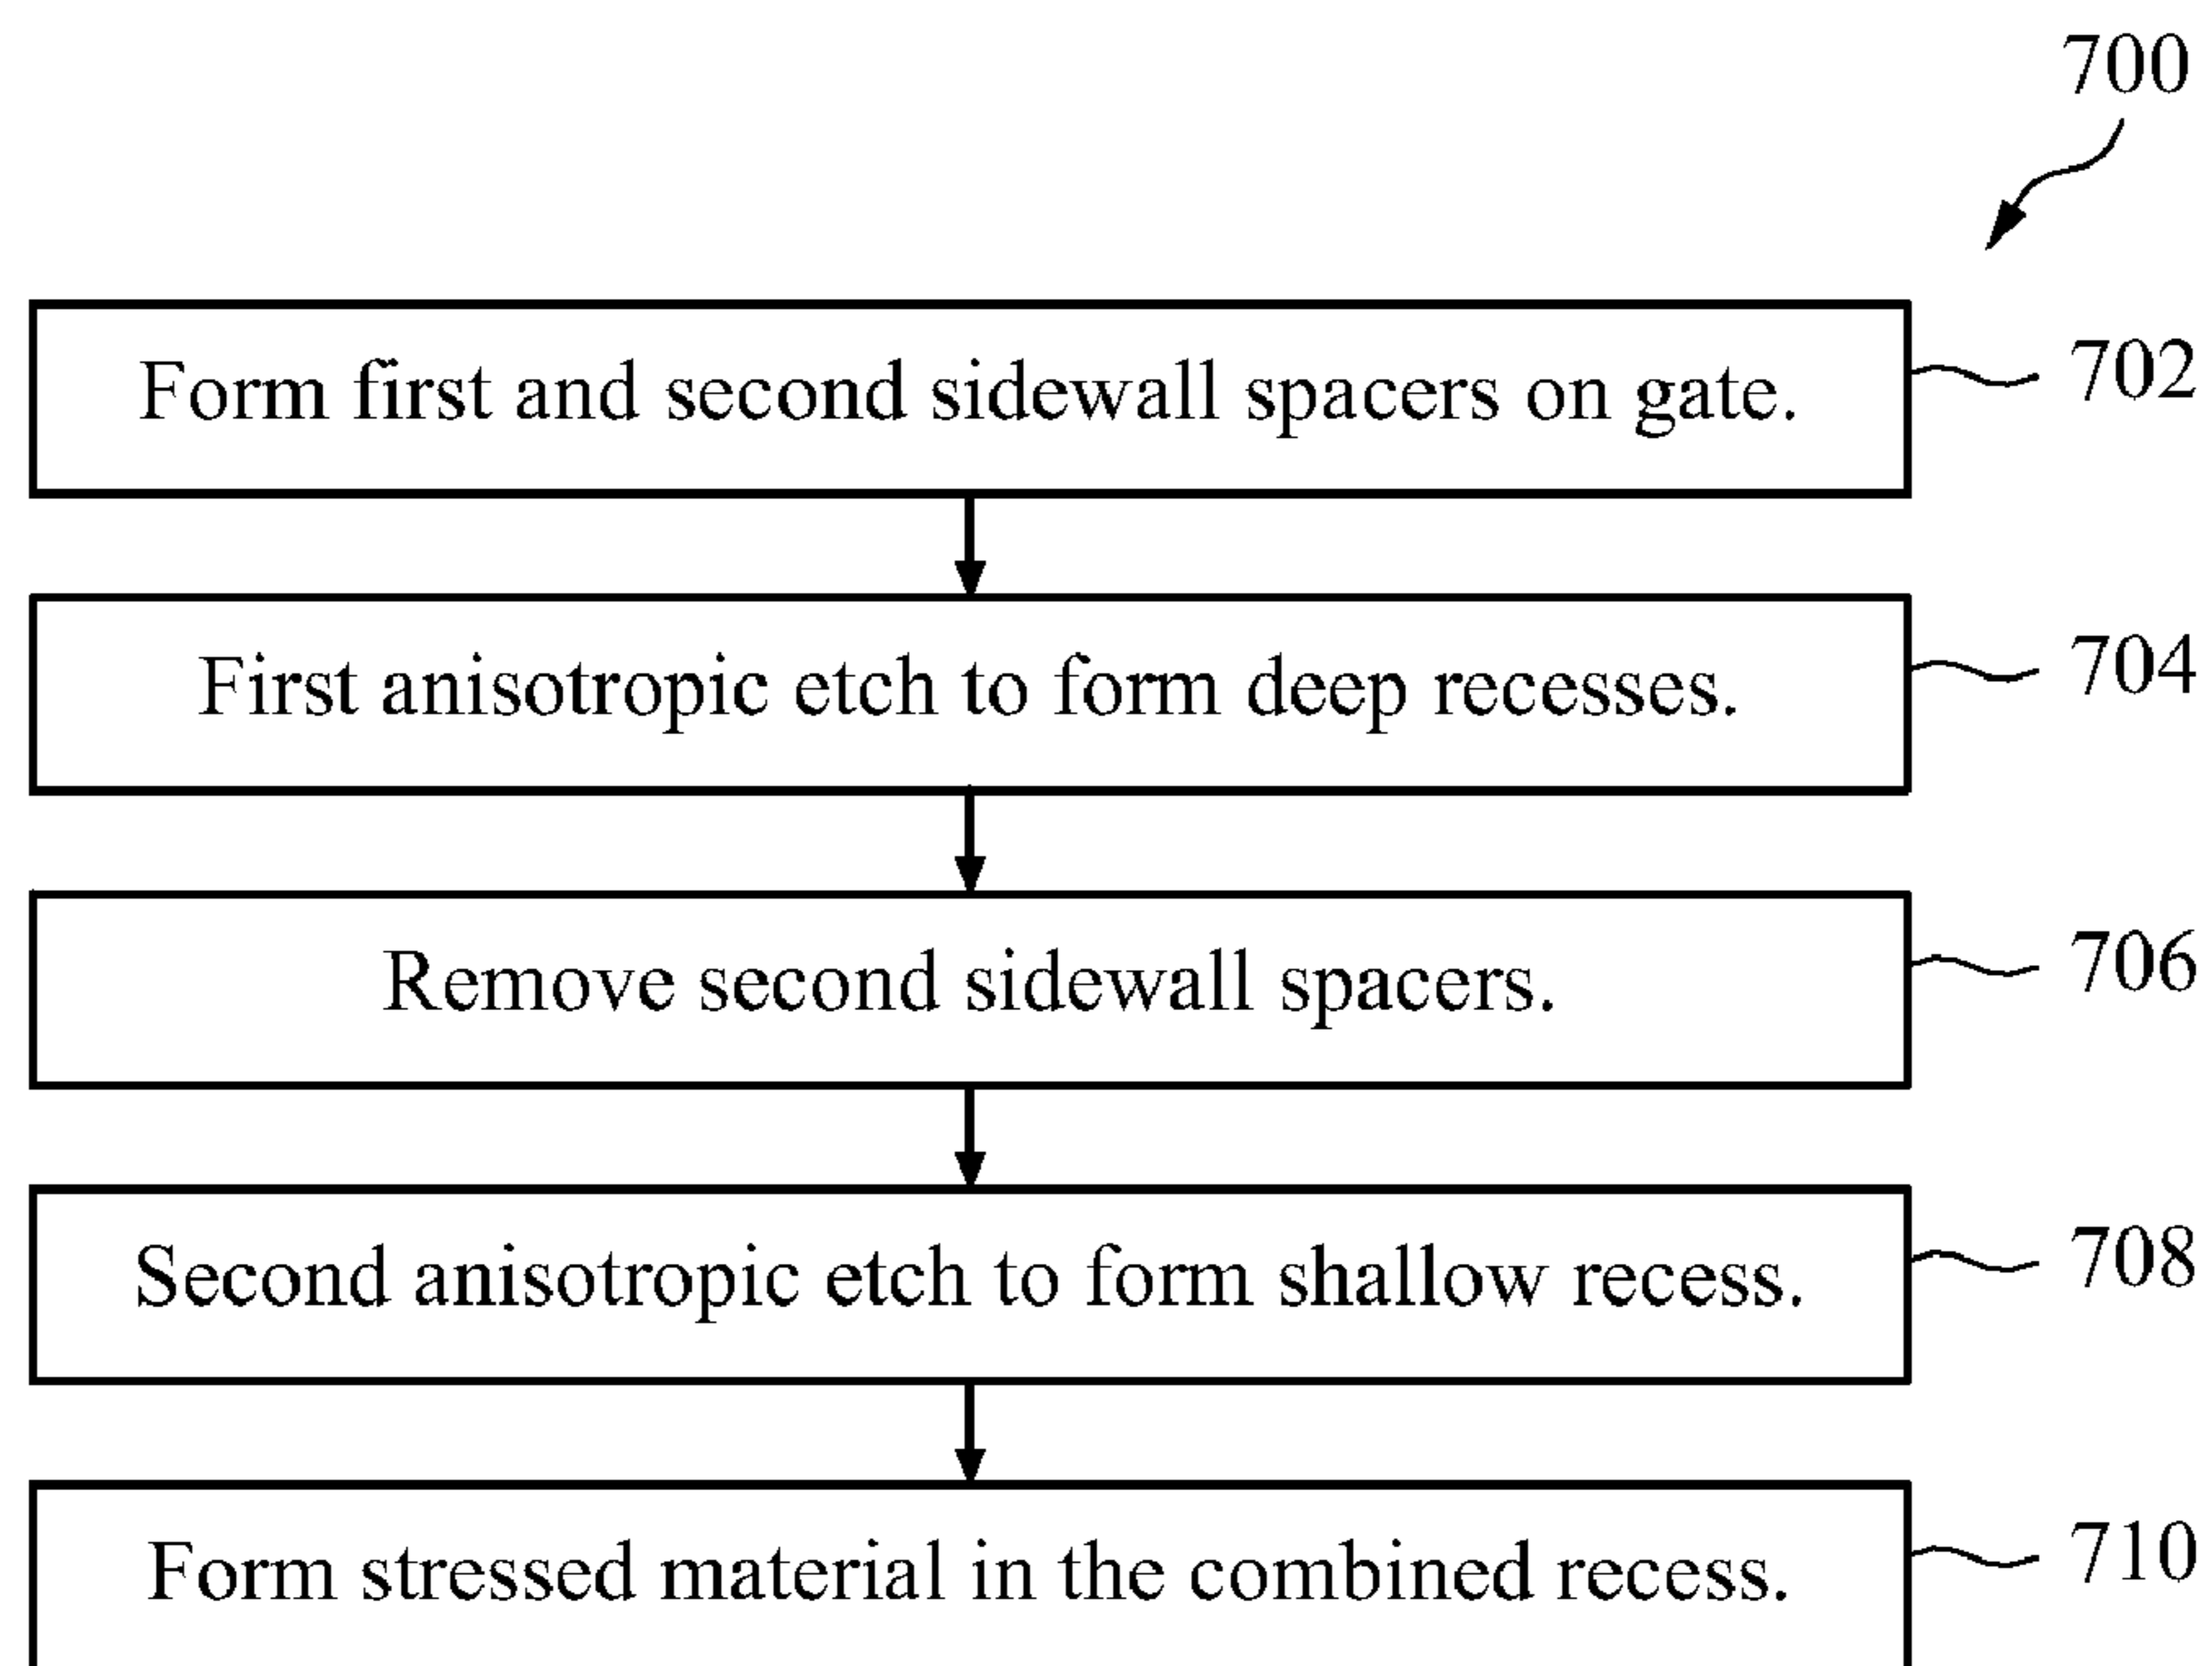 700
Form first and second sidewall spacers on gate.
702
First anisotropic etch to form deep recesses.
704
Remove second sidewall spacers.
706
Second anisotropic etch to form shallow recess.
708
Form stressed material in the combined recess.
710